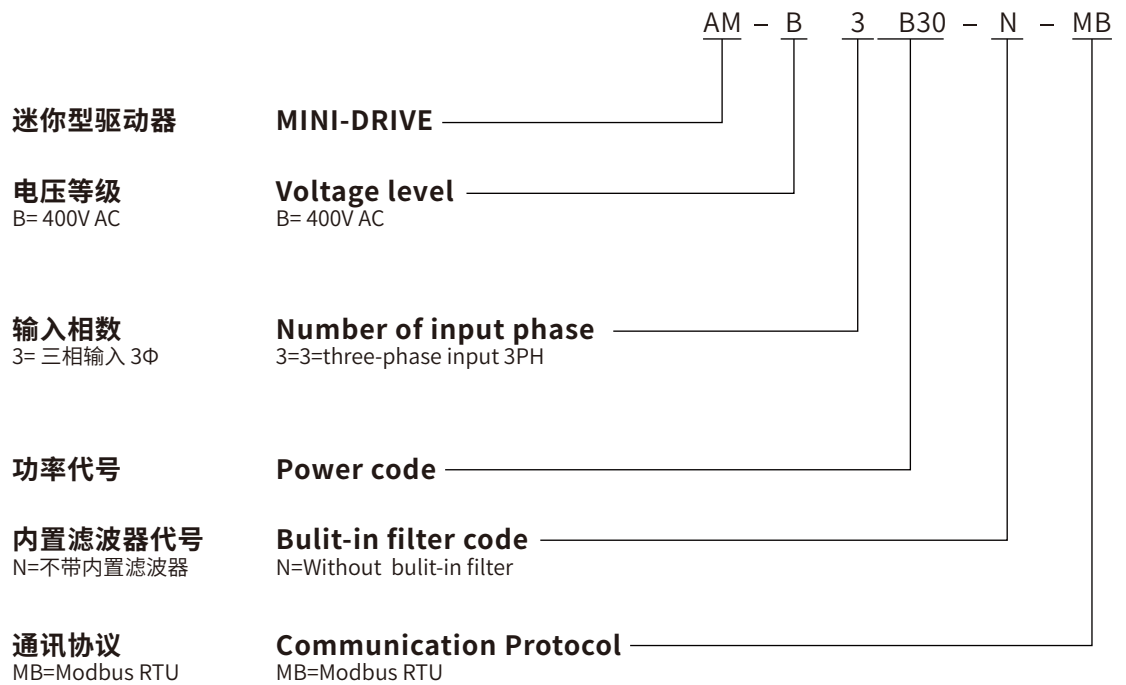 AM – B 3 B30 – N – MB
迷你型驱动器 MINI-DRIVE
电压等级 Voltage level
B= 400V AC B= 400V AC
输入相数 Number of input phase
3= 三相输入 3Φ 3=3=three-phase input 3PH
功率代号 Power code
内置滤波器代号 Bulit-in filter code
N=不带内置滤波器 N=Without bulit-in filter
通讯协议 Communication Protocol
MB=Modbus RTU MB=Modbus RTU